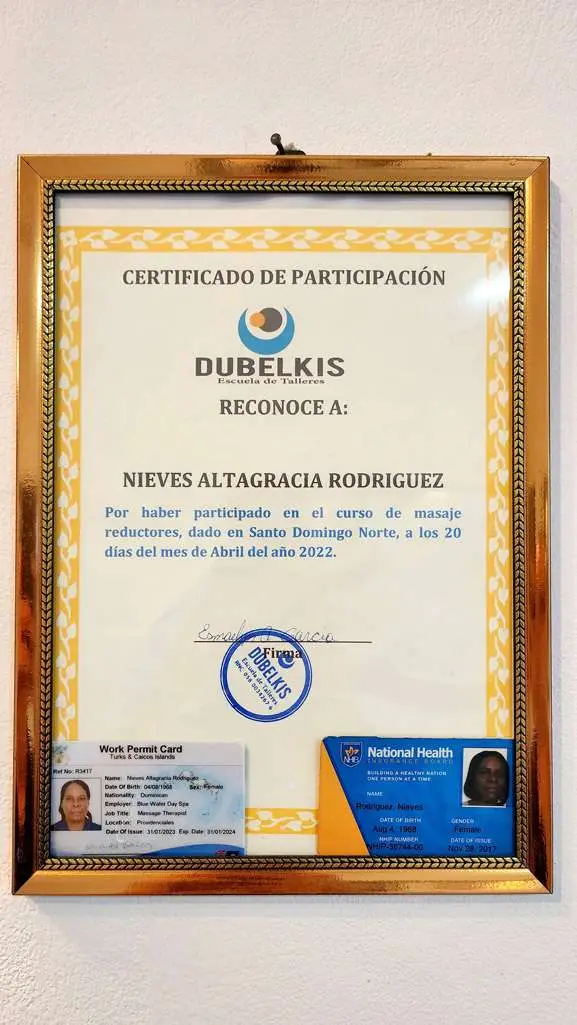 CERTIFICADO DE PARTICIPACIÓN
DUBELKIS
Escuela de Talleres
RECONOCE A:
NIEVES ALTAGRACIA RODRIGUEZ
Por haber participado en el curso de masaje
reductores, dado en Santo Domingo Norte, a los 20
días del mes de Abril del año 2022.
Garcia
Firma
DUBELKIS
Escuela de Talleres
Work Permit Card
Turks & Caicos Islands
Ref No: R3417
Name: Nieves Altagracia Rodriguez
Date Of Birth: 04/08/1968 Sex: Female
Nationality: Dominican
Employer: Blue Water Day Spa
Job Title: Massage Therapist
Location: Providenciales
Date Of Issue: 31/01/2023 Exp. Date: 31/01/2024
NHIB
National Health
INSURANCE BOARD
BUILDING A HEALTHY NATION
ONE PERSON AT A TIME
NAME
Rodriguez, Nieves
DATE OF BIRTH
GENDER
Aug 4, 1968
Female
NHIP NUMBER
DATE OF ISSUE
Nov 28, 2017